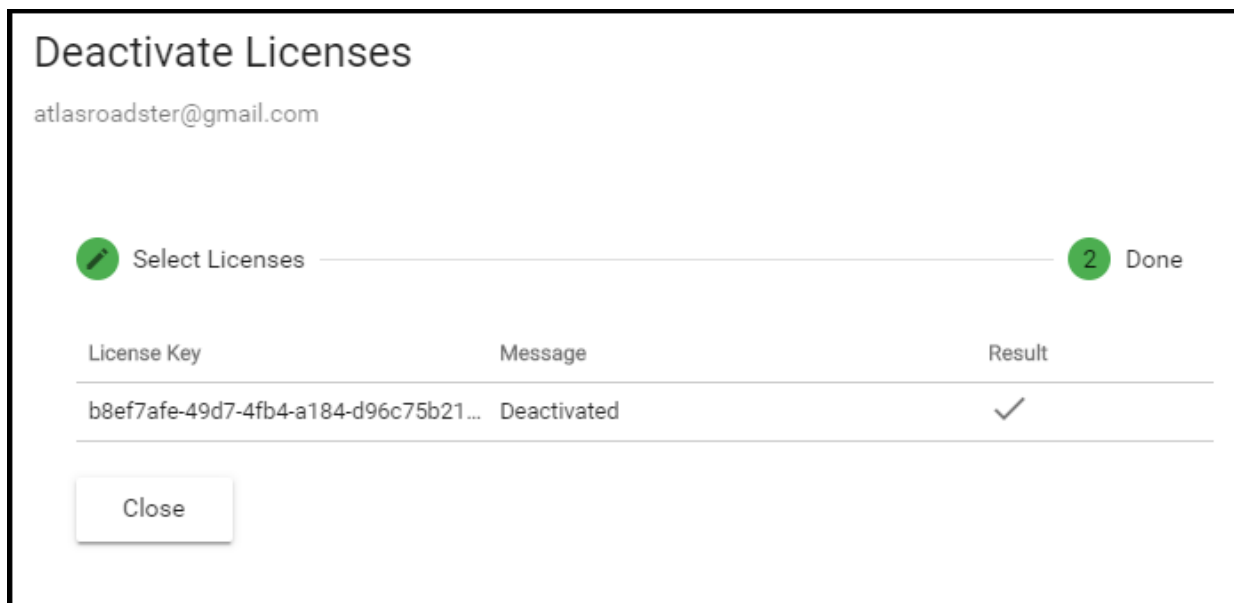 Deactivate Licenses
atlasroadster@gmail.com
Select Licenses 2 Done
License Key Message Result
b8ef7afe-49d7-4fb4-a184-d96c75b21... Deactivated
Close